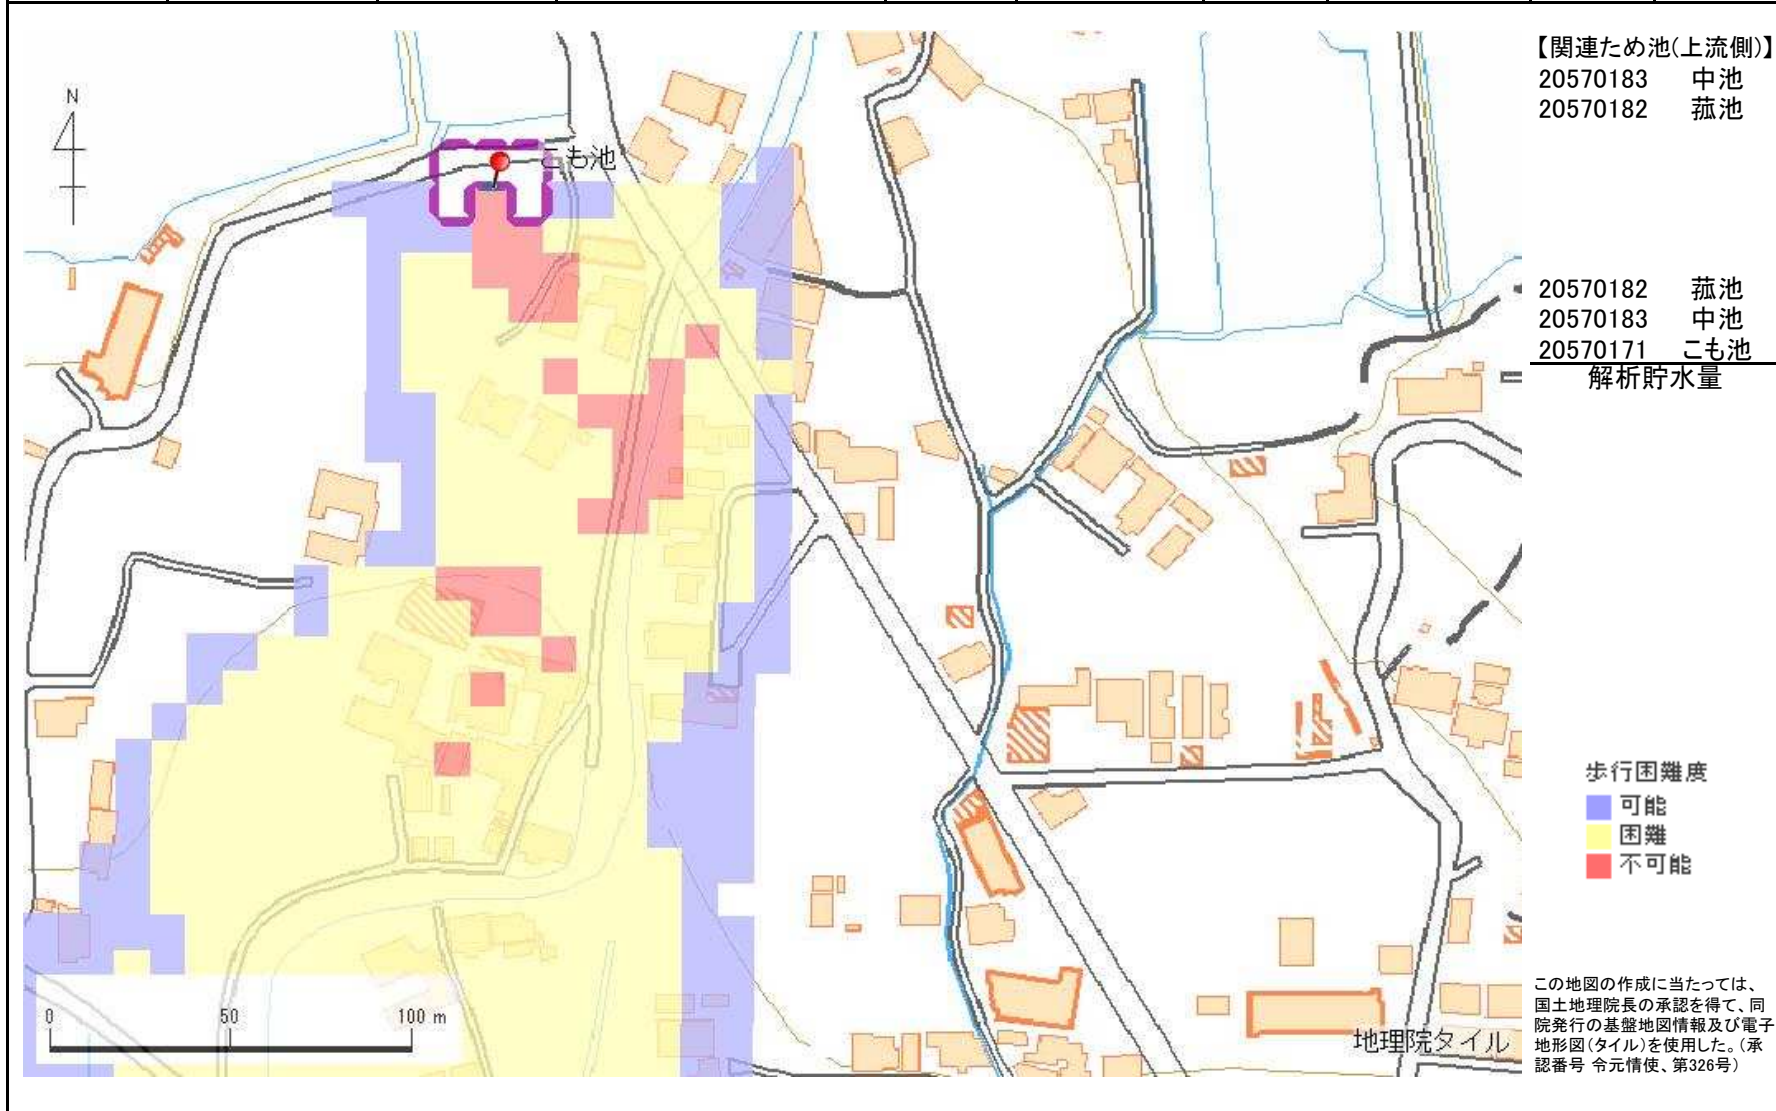 【関連ため池(上流側)】
20570183 中池
20570182 菰池
N
こも池
20570182 菰池
20570183 中池
20570171 こも池
解析貯水量
歩行困難度
可能
困難
不可能
0 50 100 m
地理院タイル
この地図の作成に当たっては、
国土地理院長の承認を得て、同
院発行の基盤地図情報及び電子
地形図(タイル)を使用した。(承
認番号 令元情使、第326号)